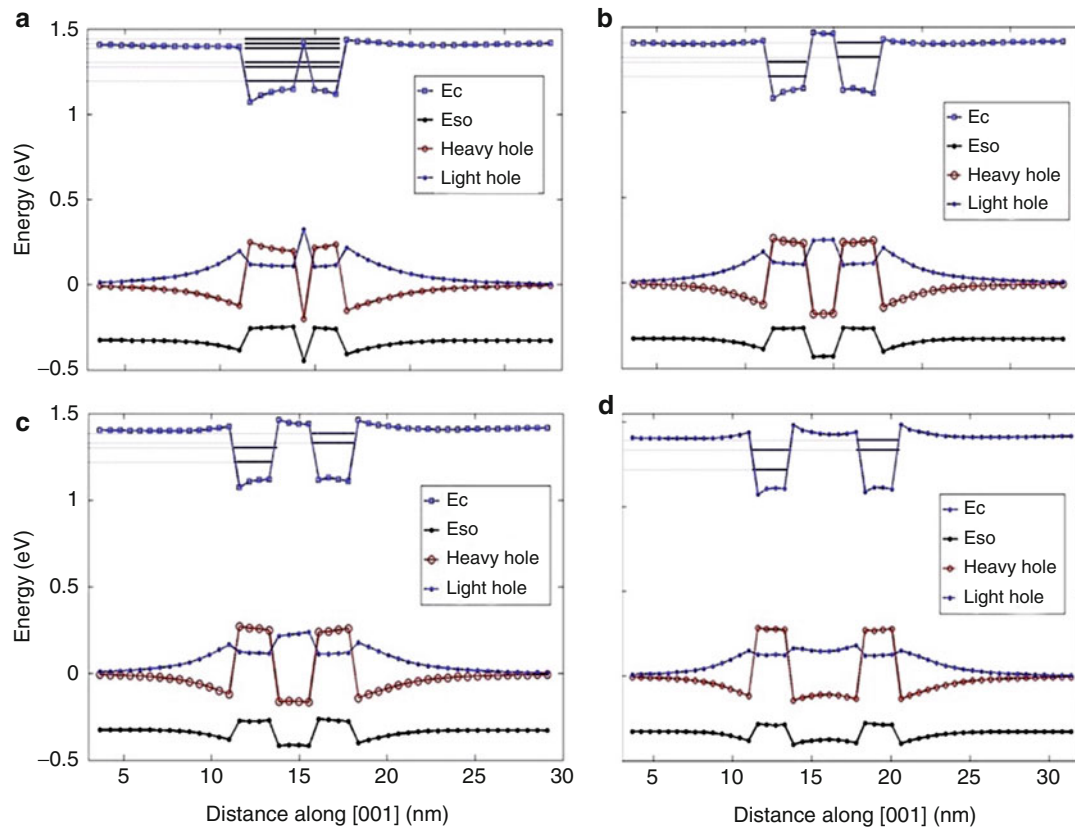 a
1.5
1
0.5
0
−0.5
Energy (eV)
Ec
Eso
Heavy hole
Light hole
b
Ec
Eso
Heavy hole
Light hole
c
1.5
1
0.5
0
−0.5
Energy (eV)
Ec
Eso
Heavy hole
Light hole
5 10 15 20 25 30
Distance along [001] (nm)
d
Ec
Eso
Heavy hole
Light hole
5 10 15 20 25 30
Distance along [001] (nm)